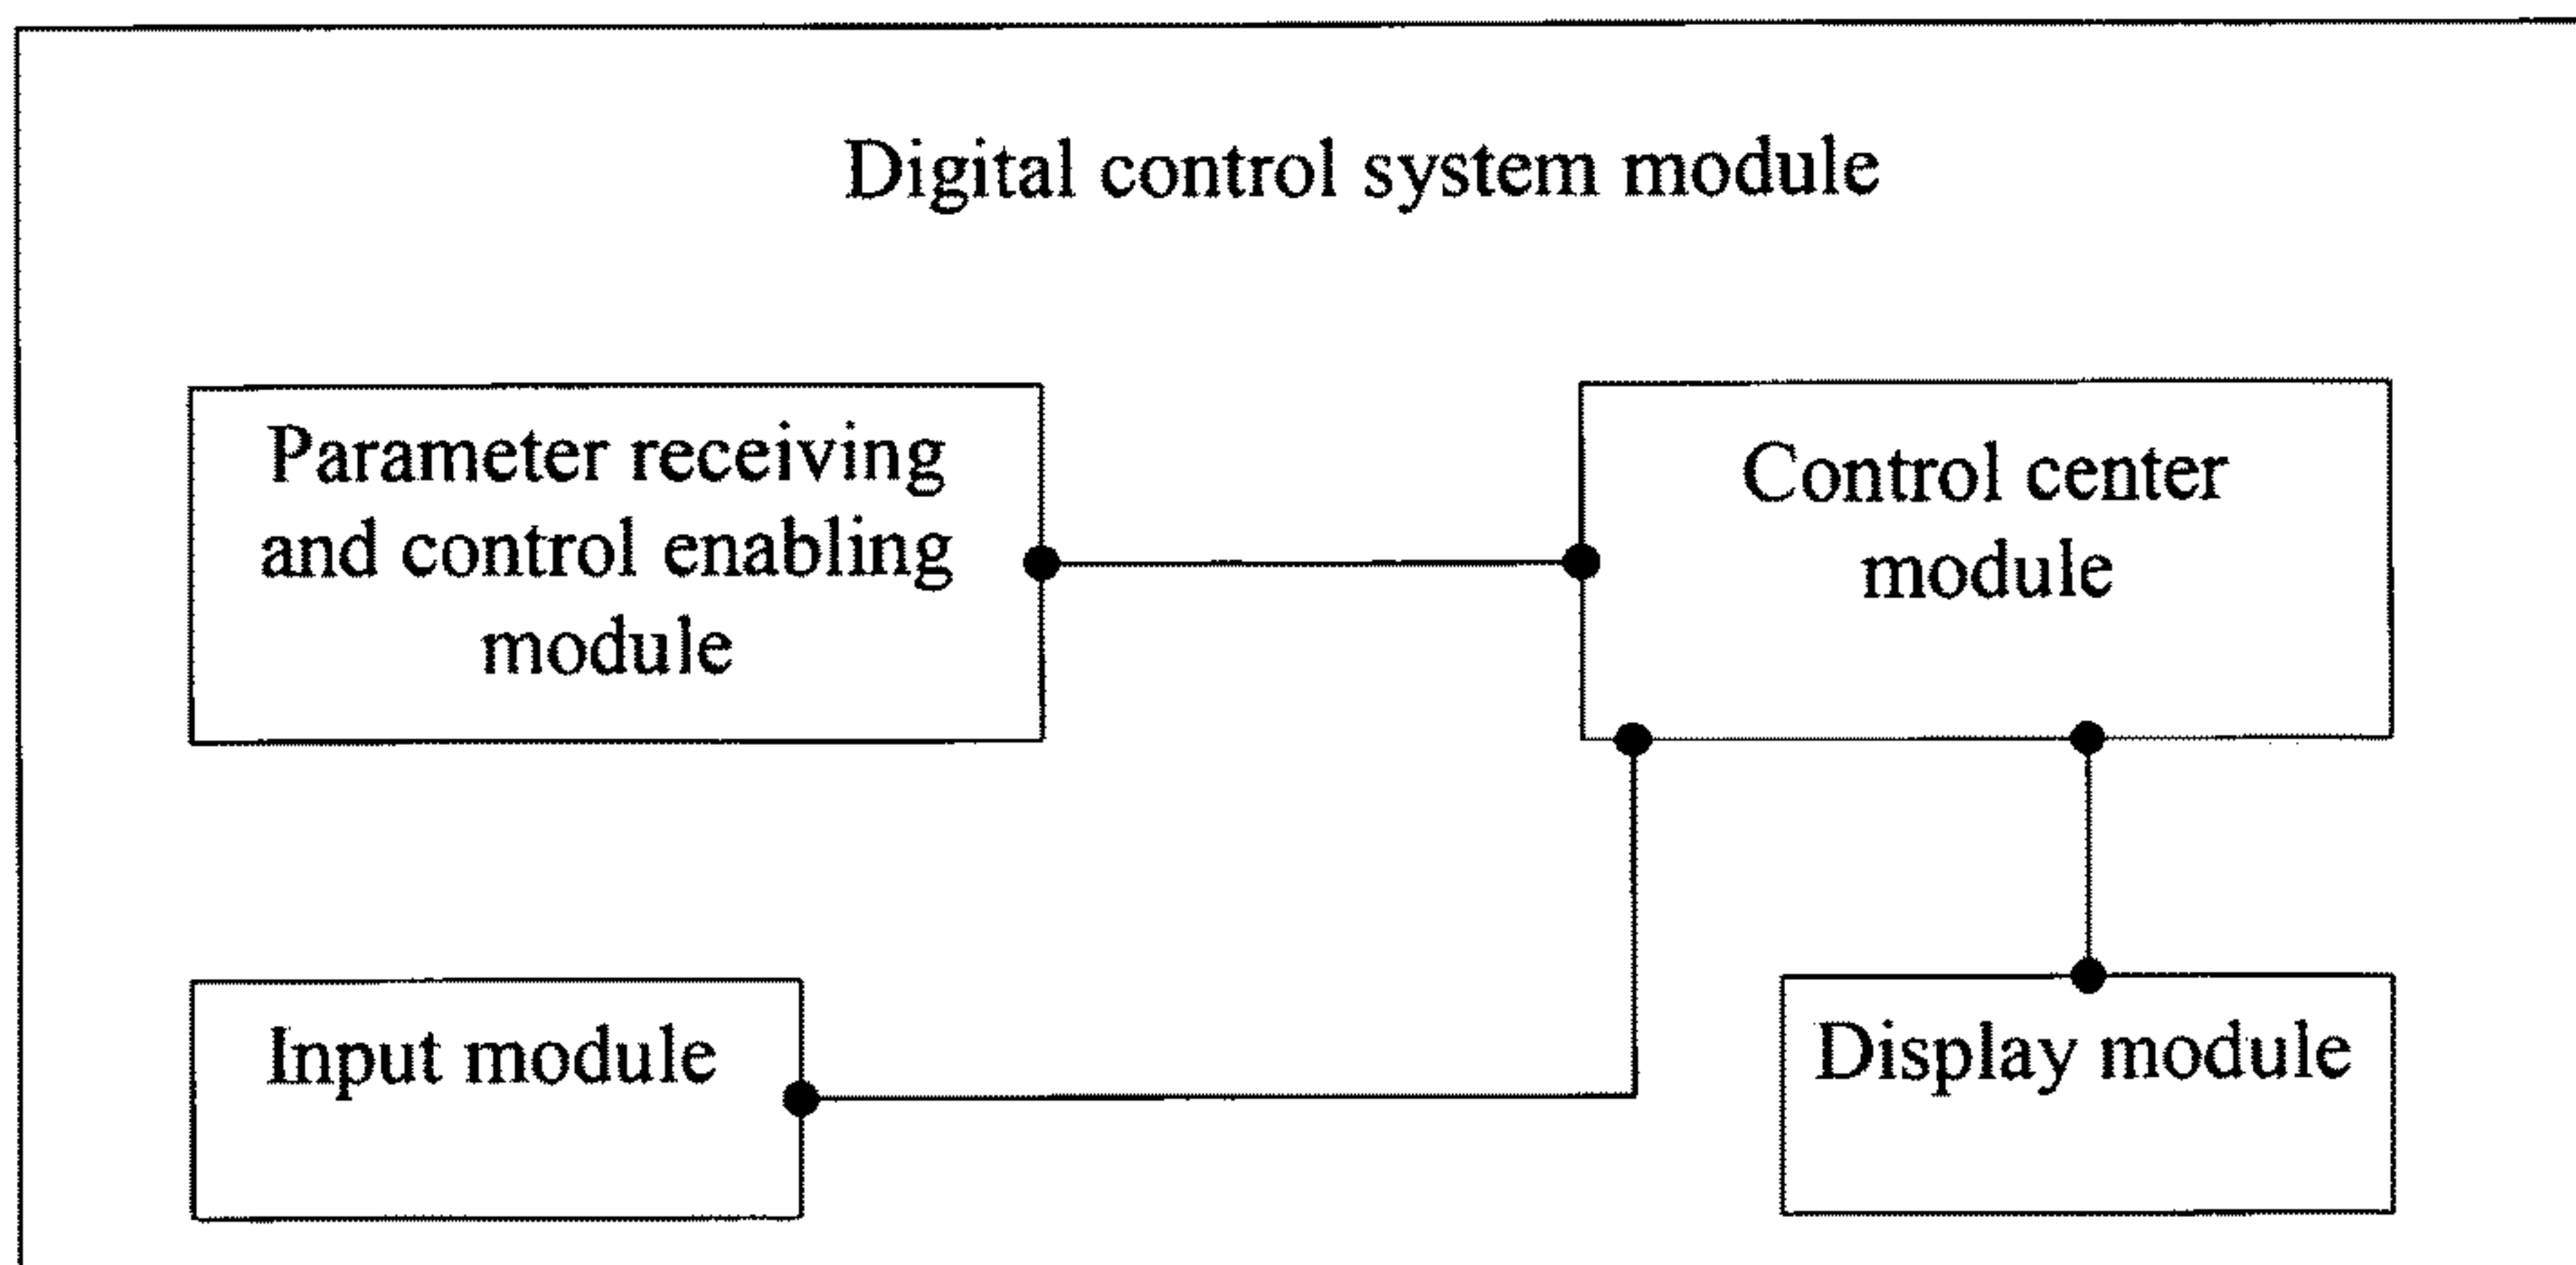 Digital control system module
Parameter receiving
and control enabling
module
Control center
module
Input module
Display module